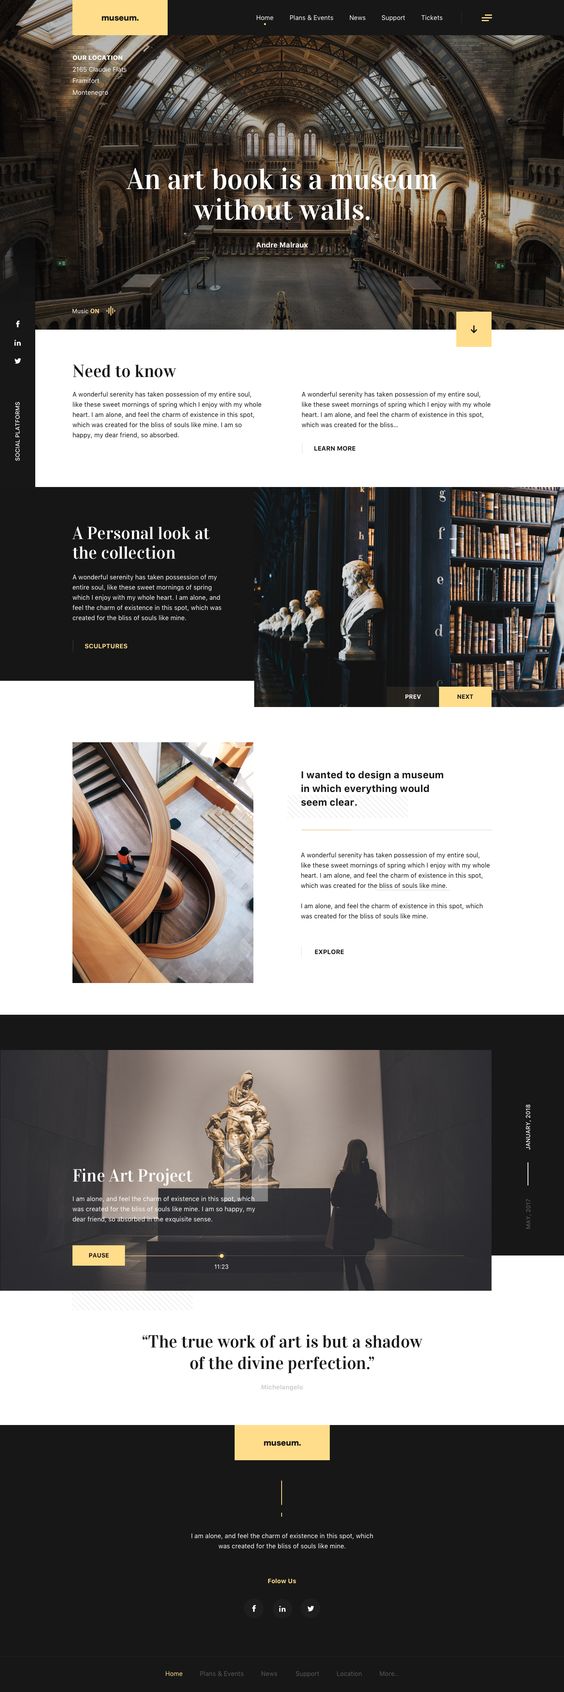 museum.
Home Plans & Events News Support Tickets
OUR LOCATION
2165 Claudie Flats
Framifort
Montenegro
An art book is a museum
without walls.
Andre Malraux
Music ON
SOCIAL PLATFORMS
Need to know
A wonderful serenity has taken possession of my entire soul,
like these sweet mornings of spring which I enjoy with my whole
heart. I am alone, and feel the charm of existence in this spot,
which was created for the bliss of souls like mine. I am so
happy, my dear friend, so absorbed.
A wonderful serenity has taken possession of my entire soul,
like these sweet mornings of spring which I enjoy with my whole
heart. I am alone, and feel the charm of existence in this spot,
which was created for the bliss...
LEARN MORE
A Personal look at
the collection
A wonderful serenity has taken possession of my
entire soul, like these sweet mornings of spring
which I enjoy with my whole heart. I am alone, and
feel the charm of existence in this spot, which was
created for the bliss of souls like mine.
SCULPTURES
g
f
e
d
c
k
i
h
PREV NEXT
I wanted to design a museum
in which everything would
seem clear.
A wonderful serenity has taken possession of my entire soul,
like these sweet mornings of spring which I enjoy with my whole
heart. I am alone, and feel the charm of existence in this spot,
which was created for the bliss of souls like mine.
I am alone, and feel the charm of existence in this spot, which
was created for the bliss of souls like mine.
EXPLORE
JANUARY, 2018
MAY, 2017
Fine Art Project
I am alone, and feel the charm of existence in this spot, which
was created for the bliss of souls like mine. I am so happy, my
dear friend, so absorbed in the exquisite sense.
PAUSE
11:23
“The true work of art is but a shadow
of the divine perfection.”
Michelangelo
museum.
I am alone, and feel the charm of existence in this spot, which
was created for the bliss of souls like mine.
Folow Us
Home Plans & Events News Support Location More...